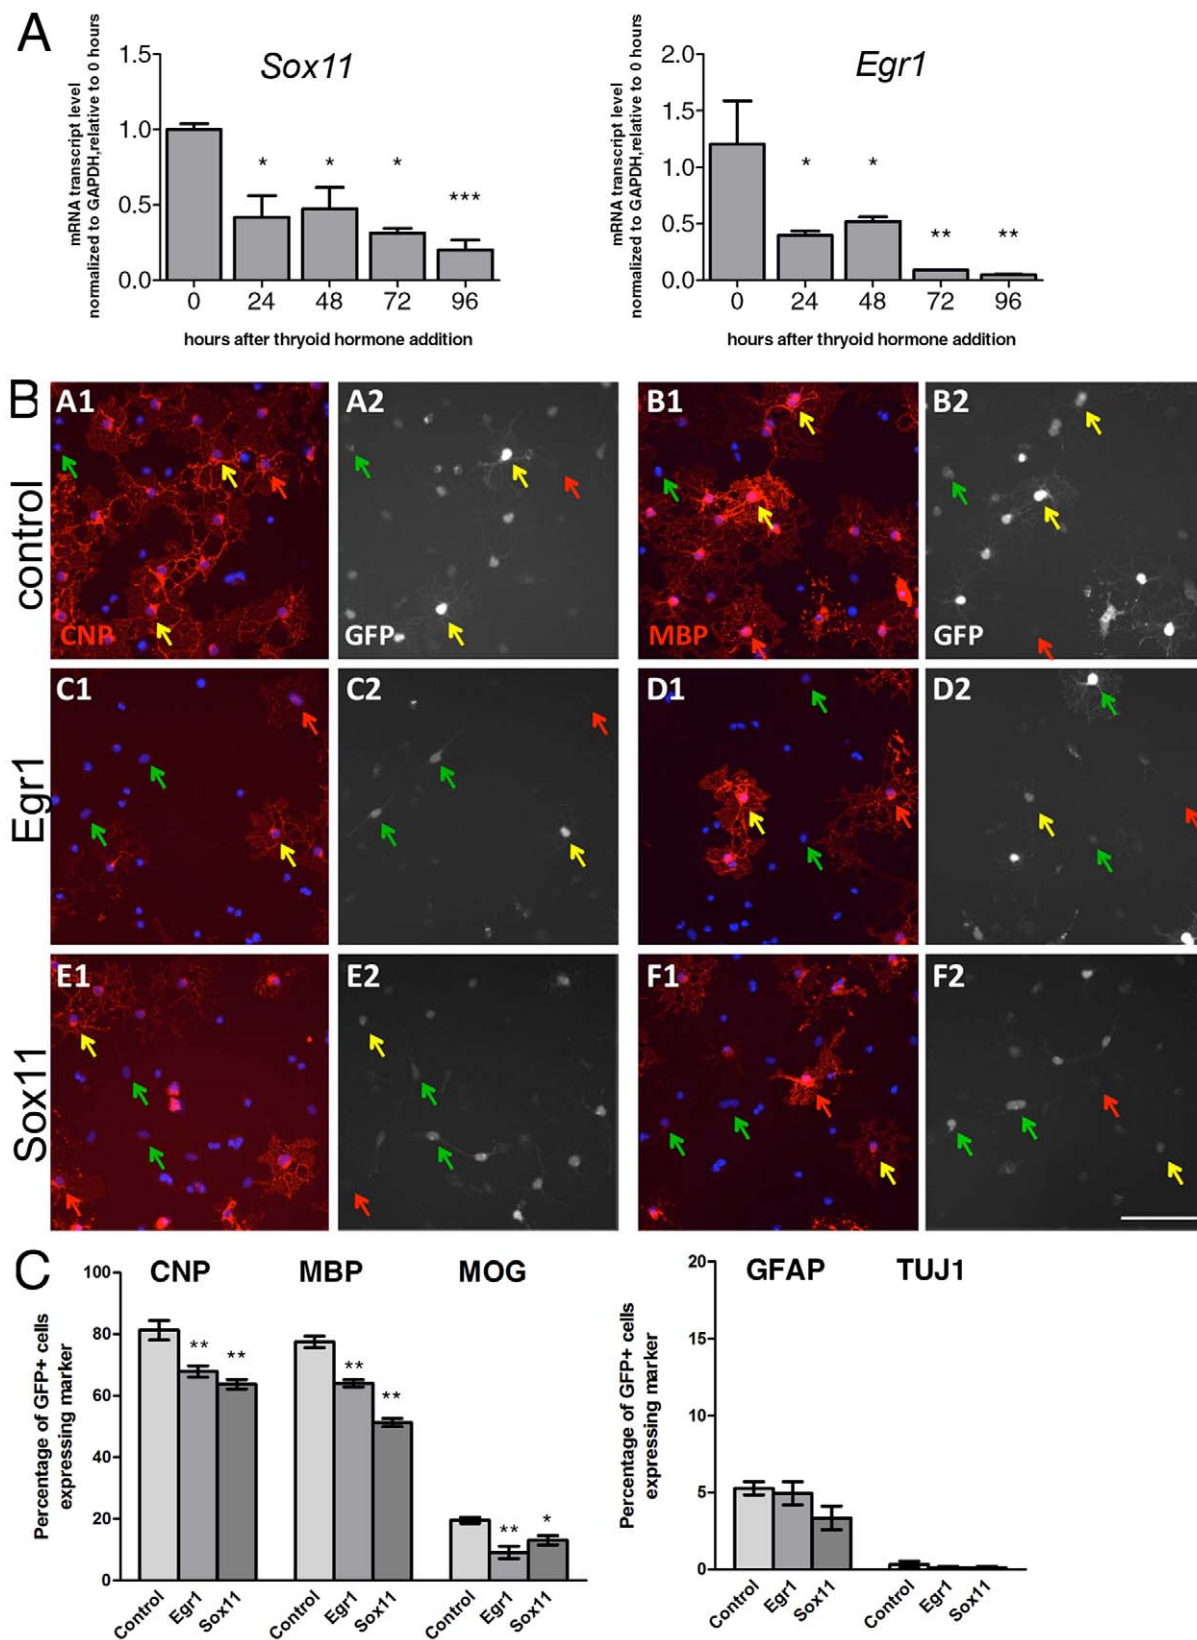 A
Sox11
mRNA transcript level
normalized to GAPDH,relative to 0 hours
1.5
1.0
0.5
0.0
*
*
*
***
0 24 48 72 96
hours after thryoid hormone addition
Egr1
mRNA transcript level
normalized to GAPDH,relative to 0 hours
2.0
1.5
1.0
0.5
0.0
*
*
**
**
0 24 48 72 96
hours after thryoid hormone addition
B
control
A1
CNP
A2
GFP
B1
MBP
B2
GFP
Egr1
C1
C2
D1
D2
Sox11
E1
E2
F1
F2
C
Percentage of GFP+ cells
expressing marker
100
80
60
40
20
0
CNP MBP MOG
**
**
**
**
**
*
Control Egr1 Sox11 Control Egr1 Sox11 Control Egr1 Sox11
Percentage of GFP+ cells
expressing marker
20
15
10
5
0
GFAP TUJ1
Control Egr1 Sox11 Control Egr1 Sox11